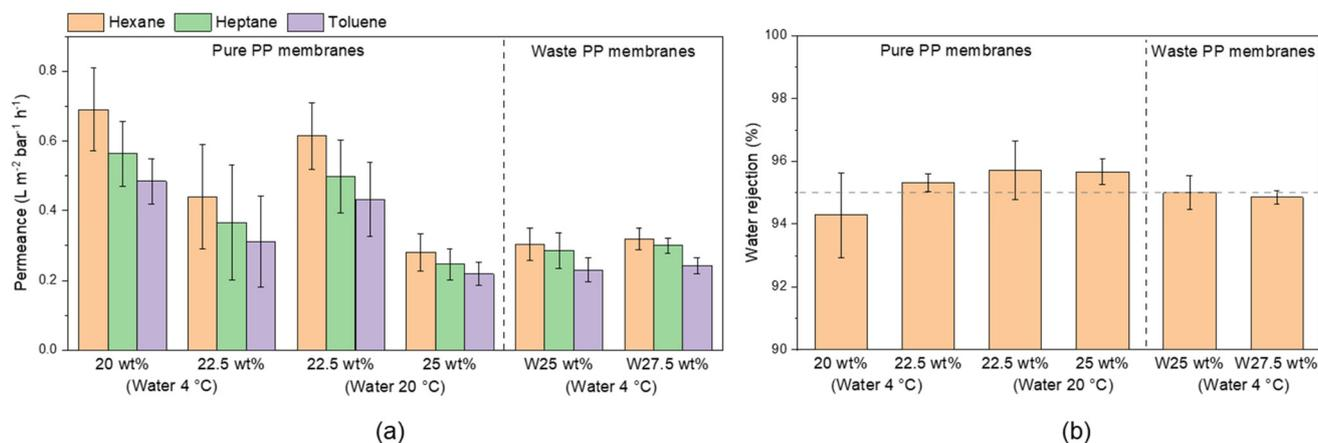 Hexane Heptane Toluene
Pure PP membranes Waste PP membranes
Permeance (L m⁻² bar⁻¹ h⁻¹)
0.8
0.6
0.4
0.2
0.0
20 wt% 22.5 wt% 22.5 wt% 25 wt% W25 wt% W27.5 wt%
(Water 4 °C) (Water 20 °C) (Water 4 °C)
(a)
Pure PP membranes Waste PP membranes
Water rejection (%)
100
98
96
94
92
90
20 wt% 22.5 wt% 22.5 wt% 25 wt% W25 wt% W27.5 wt%
(Water 4 °C) (Water 20 °C) (Water 4 °C)
(b)